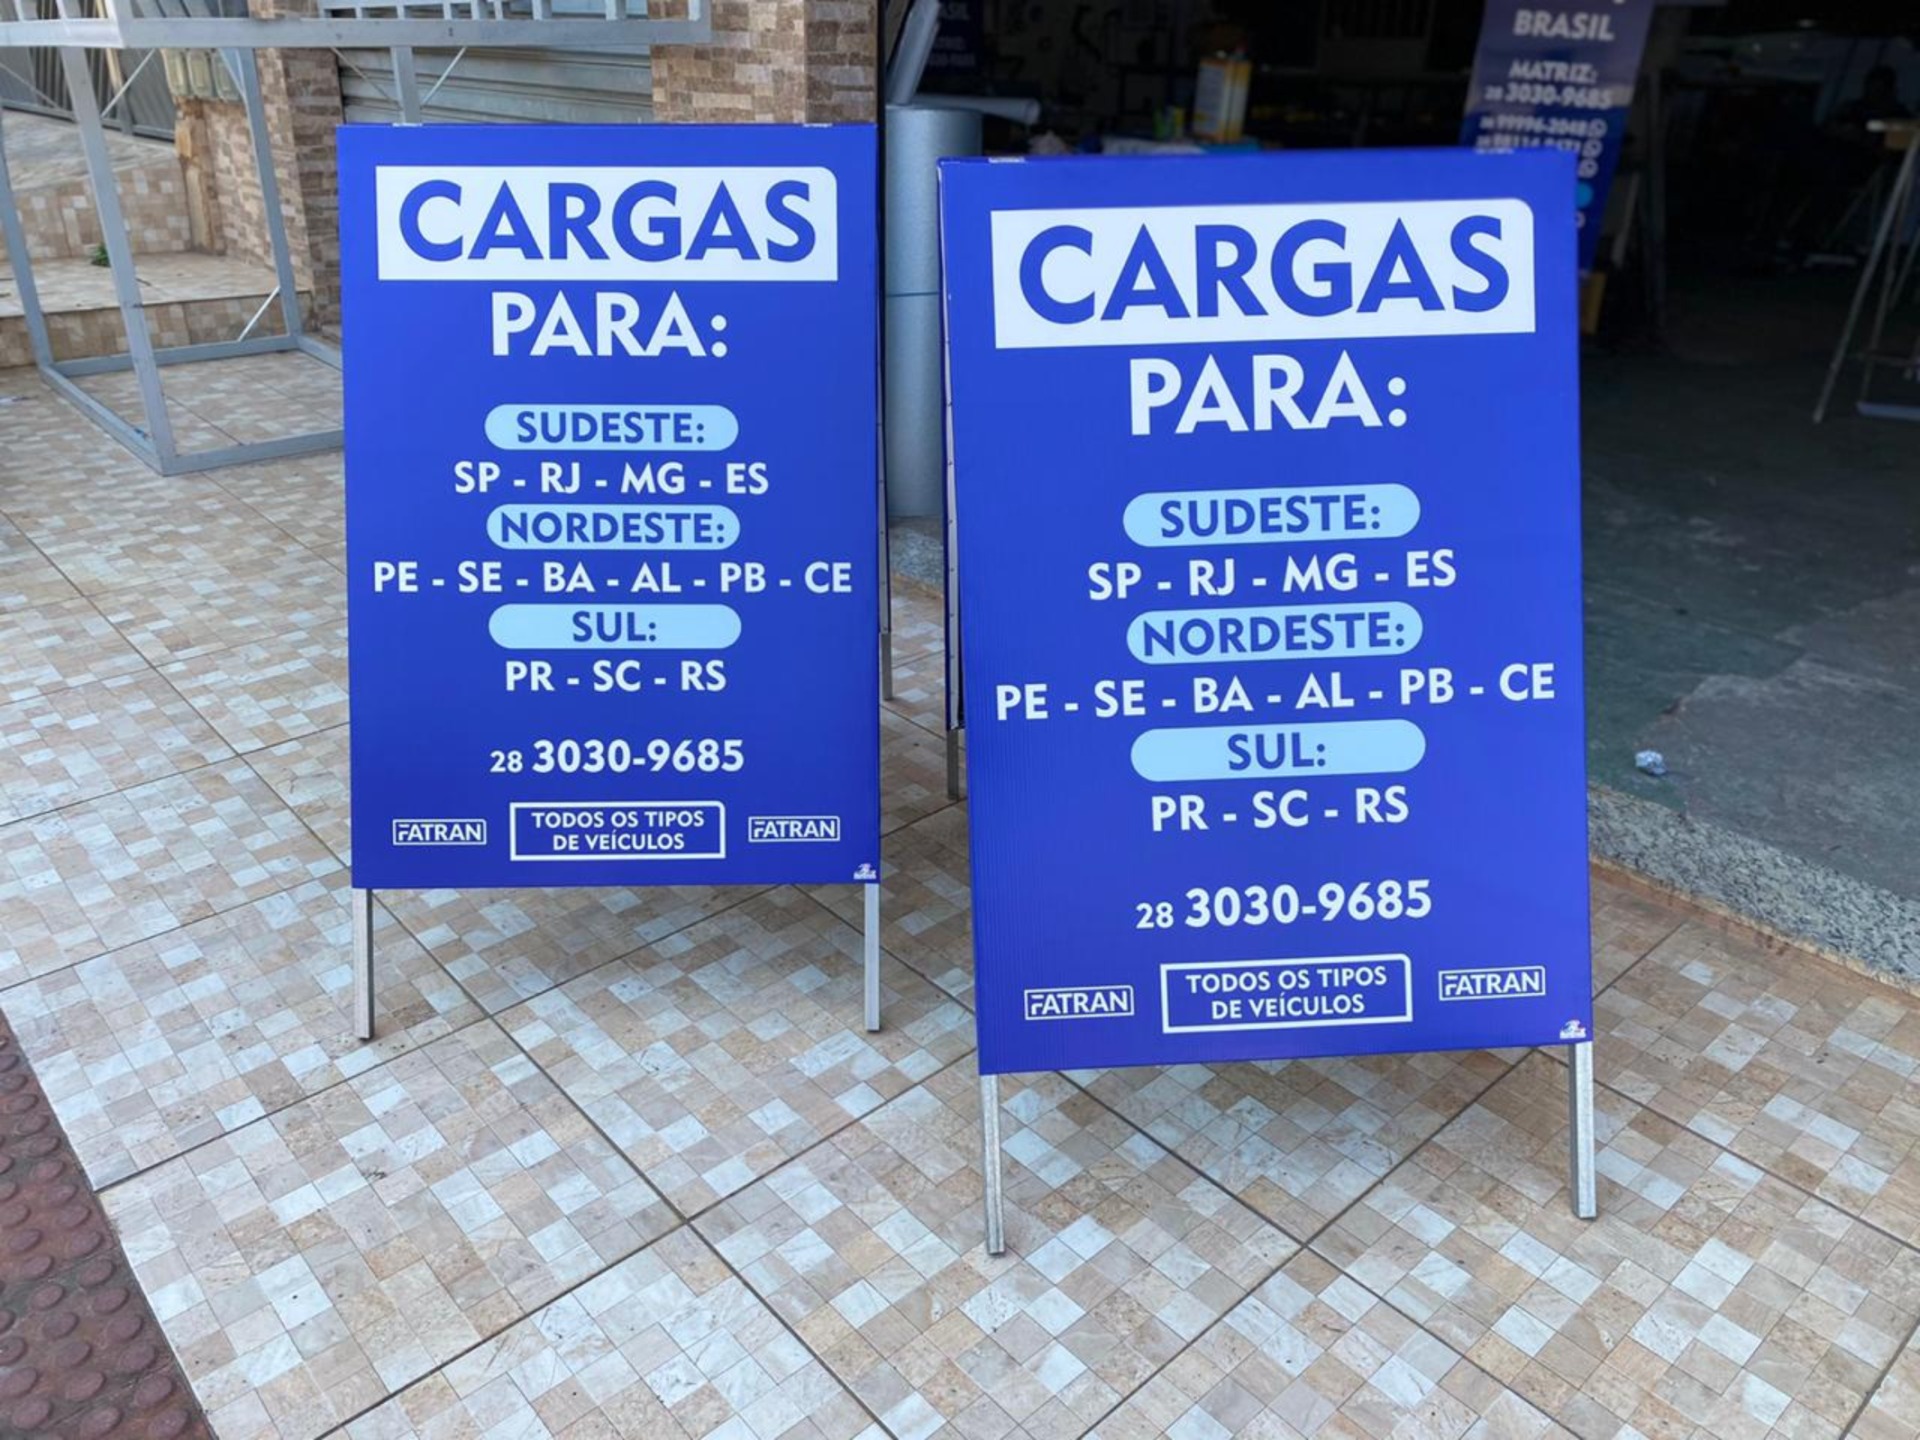 CARGAS
PARA:
SUDESTE:
SP - RJ - MG - ES
NORDESTE:
PE - SE - BA - AL - PB - CE
SUL:
PR - SC - RS
28 3030-9685
FATRAN
TODOS OS TIPOS
DE VEÍCULOS
FATRAN
CARGAS
PARA:
SUDESTE:
SP - RJ - MG - ES
NORDESTE:
PE - SE - BA - AL - PB - CE
SUL:
PR - SC - RS
28 3030-9685
FATRAN
TODOS OS TIPOS
DE VEÍCULOS
FATRAN
BRASIL
MATRIZ:
28 3030-9685